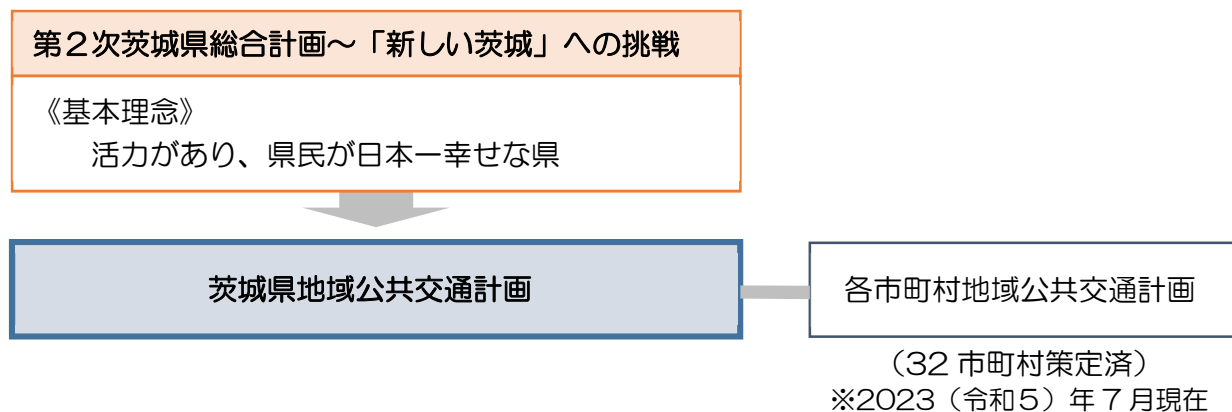 第２次茨城県総合計画～「新しい茨城」への挑戦
《基本理念》
活力があり、県民が日本一幸せな県
茨城県地域公共交通計画
各市町村地域公共交通計画
（32 市町村策定済）
※2023（令和５）年７月現在